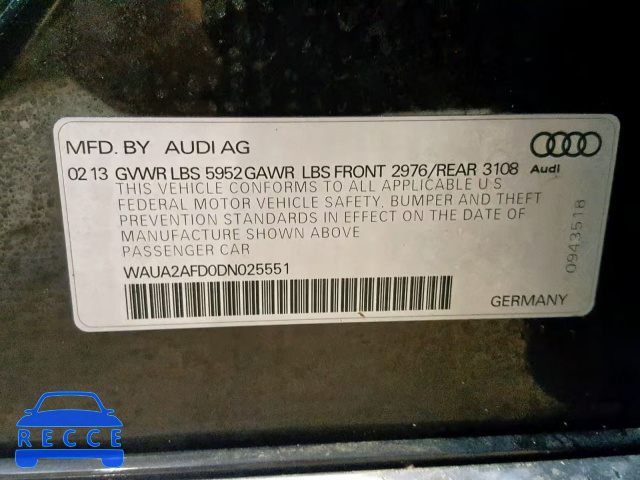 MFD. BY AUDI AG
02 13 GVWR LBS 5952 GAWR LBS FRONT 2976/REAR 3108
Audi
THIS VEHICLE CONFORMS TO ALL APPLICABLE U S
FEDERAL MOTOR VEHICLE SAFETY, BUMPER AND THEFT
PREVENTION STANDARDS IN EFFECT ON THE DATE OF
MANUFACTURE SHOWN ABOVE
PASSENGER CAR
0943518
WAUA2AFD0DN025551
GERMANY
RECCE